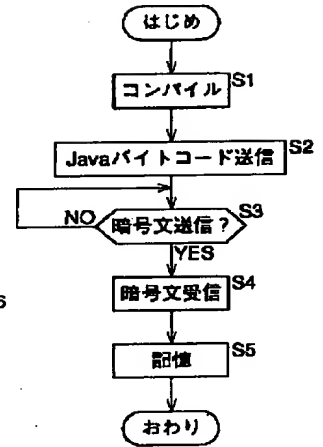 はじめ
コンパイル
S1
Javaバイトコード送信
S2
暗号文送信？
S3
NO
YES
暗号文受信
S4
6
記憶
S5
おわり